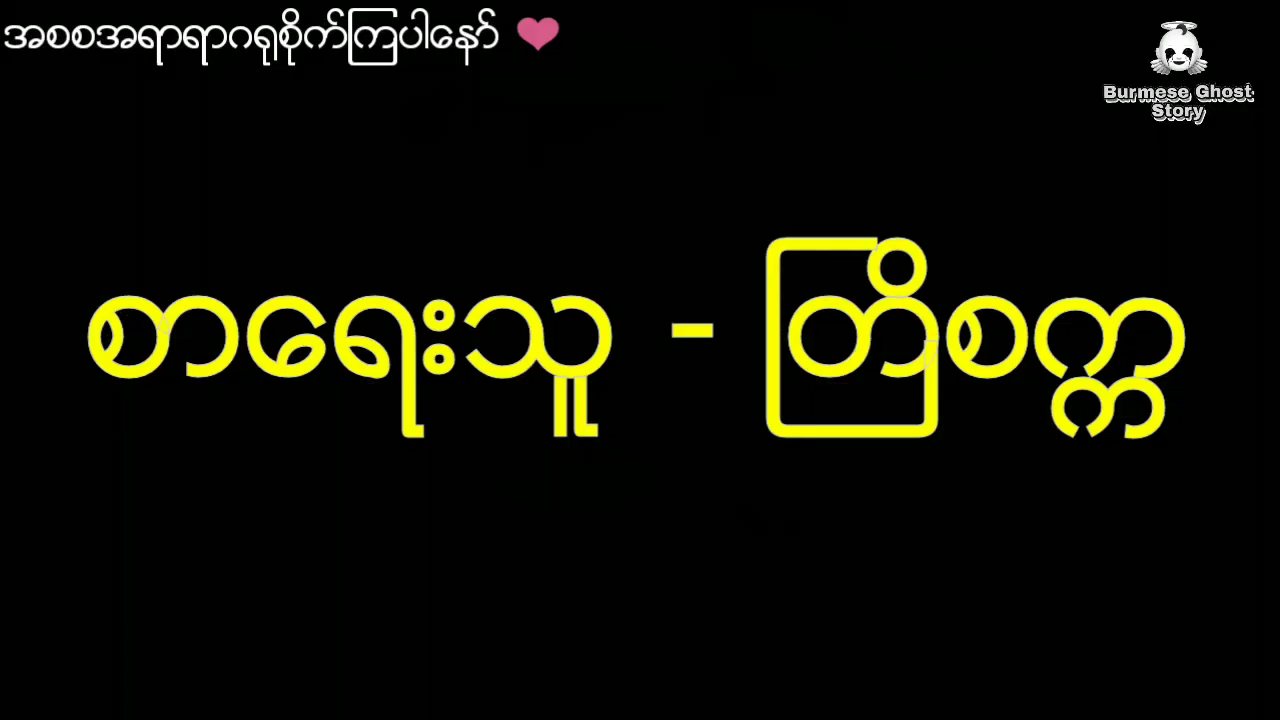 အစစအရာရာဂရုစိုက်ကြပါနော် ❤
Burmese Ghost
Story
စာရေးသူ - တြိစက္က